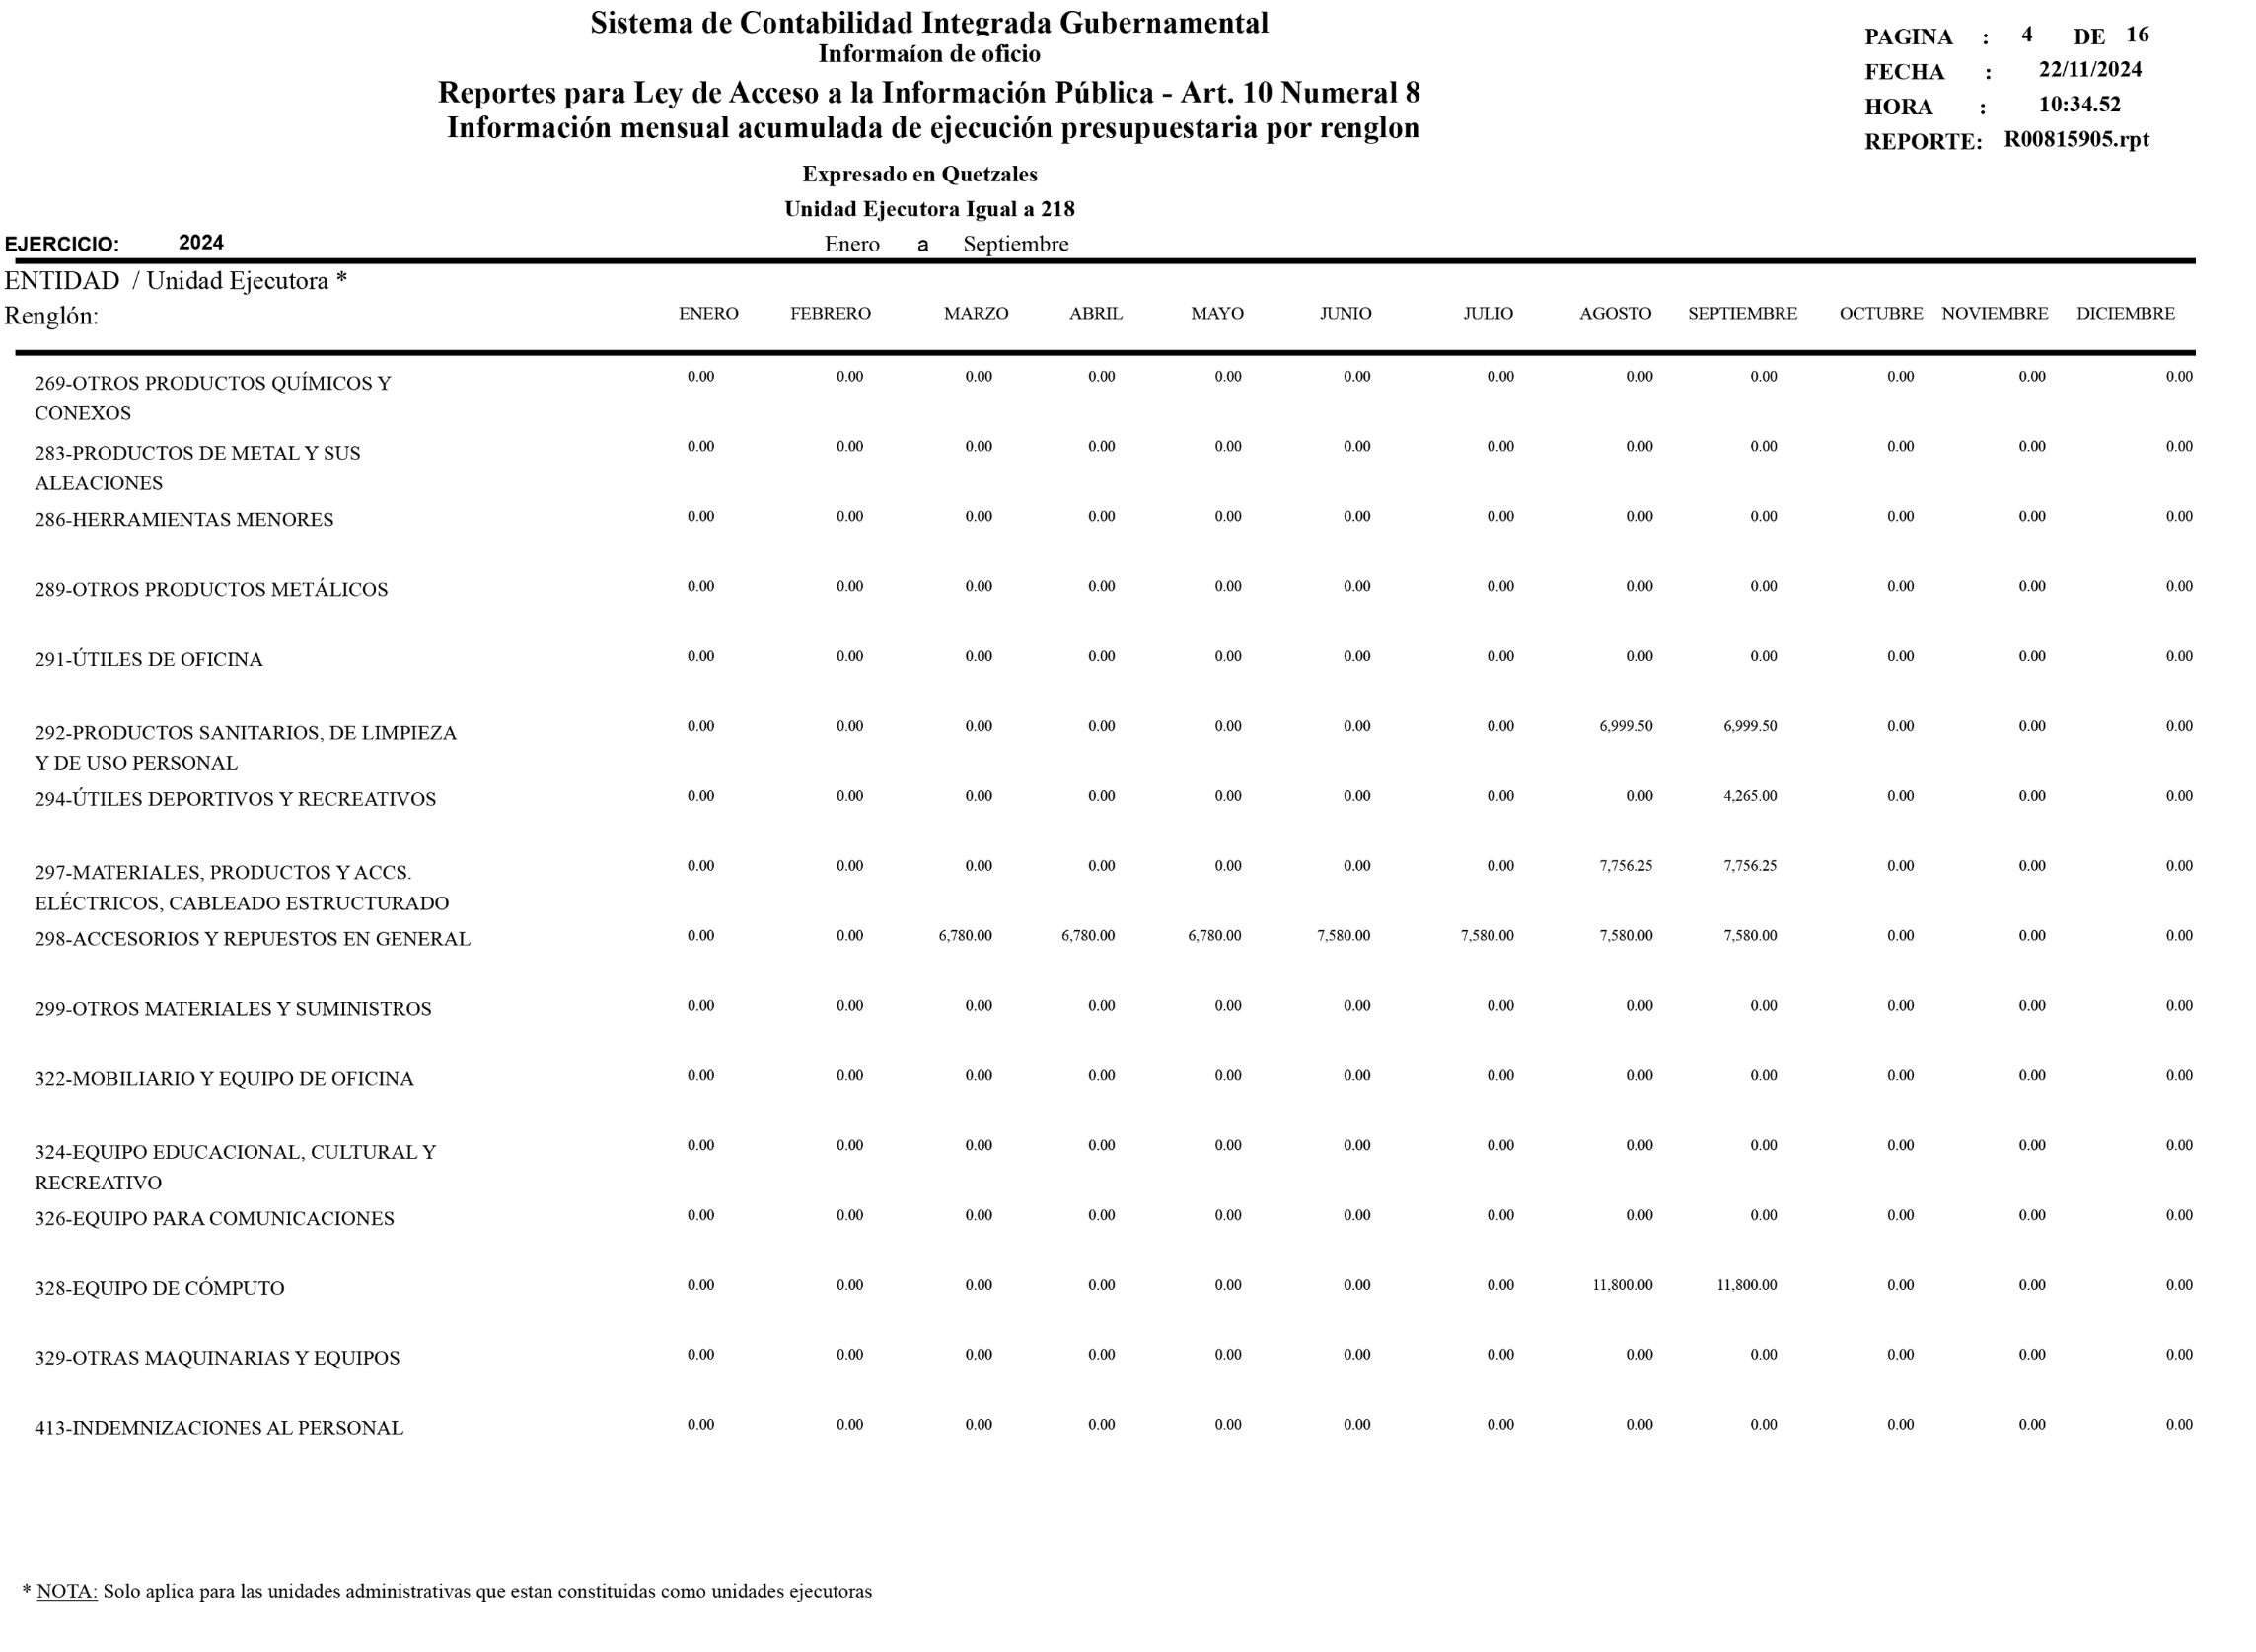 Sistema de Contabilidad Integrada Gubernamental
Informaíon de oficio
Reportes para Ley de Acceso a la Información Pública - Art. 10 Numeral 8
Información mensual acumulada de ejecución presupuestaria por renglon
Expresado en Quetzales
Unidad Ejecutora Igual a 218
PAGINA : 4 DE 16
FECHA : 22/11/2024
HORA : 10:34.52
REPORTE: R00815905.rpt
EJERCICIO: 2024 Enero a Septiembre
ENTIDAD / Unidad Ejecutora *
Renglón: ENERO FEBRERO MARZO ABRIL MAYO JUNIO JULIO AGOSTO SEPTIEMBRE OCTUBRE NOVIEMBRE DICIEMBRE
269-OTROS PRODUCTOS QUÍMICOS Y 0.00 0.00 0.00 0.00 0.00 0.00 0.00 0.00 0.00 0.00 0.00 0.00
CONEXOS
283-PRODUCTOS DE METAL Y SUS 0.00 0.00 0.00 0.00 0.00 0.00 0.00 0.00 0.00 0.00 0.00 0.00
ALEACIONES
286-HERRAMIENTAS MENORES 0.00 0.00 0.00 0.00 0.00 0.00 0.00 0.00 0.00 0.00 0.00 0.00
289-OTROS PRODUCTOS METÁLICOS 0.00 0.00 0.00 0.00 0.00 0.00 0.00 0.00 0.00 0.00 0.00 0.00
291-ÚTILES DE OFICINA 0.00 0.00 0.00 0.00 0.00 0.00 0.00 0.00 0.00 0.00 0.00 0.00
292-PRODUCTOS SANITARIOS, DE LIMPIEZA 0.00 0.00 0.00 0.00 0.00 0.00 0.00 6,999.50 6,999.50 0.00 0.00 0.00
Y DE USO PERSONAL
294-ÚTILES DEPORTIVOS Y RECREATIVOS 0.00 0.00 0.00 0.00 0.00 0.00 0.00 0.00 4,265.00 0.00 0.00 0.00
297-MATERIALES, PRODUCTOS Y ACCS. 0.00 0.00 0.00 0.00 0.00 0.00 0.00 7,756.25 7,756.25 0.00 0.00 0.00
ELÉCTRICOS, CABLEADO ESTRUCTURADO
298-ACCESORIOS Y REPUESTOS EN GENERAL 0.00 0.00 6,780.00 6,780.00 6,780.00 7,580.00 7,580.00 7,580.00 7,580.00 0.00 0.00 0.00
299-OTROS MATERIALES Y SUMINISTROS 0.00 0.00 0.00 0.00 0.00 0.00 0.00 0.00 0.00 0.00 0.00 0.00
322-MOBILIARIO Y EQUIPO DE OFICINA 0.00 0.00 0.00 0.00 0.00 0.00 0.00 0.00 0.00 0.00 0.00 0.00
324-EQUIPO EDUCACIONAL, CULTURAL Y 0.00 0.00 0.00 0.00 0.00 0.00 0.00 0.00 0.00 0.00 0.00 0.00
RECREATIVO
326-EQUIPO PARA COMUNICACIONES 0.00 0.00 0.00 0.00 0.00 0.00 0.00 0.00 0.00 0.00 0.00 0.00
328-EQUIPO DE CÓMPUTO 0.00 0.00 0.00 0.00 0.00 0.00 0.00 11,800.00 11,800.00 0.00 0.00 0.00
329-OTRAS MAQUINARIAS Y EQUIPOS 0.00 0.00 0.00 0.00 0.00 0.00 0.00 0.00 0.00 0.00 0.00 0.00
413-INDEMNIZACIONES AL PERSONAL 0.00 0.00 0.00 0.00 0.00 0.00 0.00 0.00 0.00 0.00 0.00 0.00
* NOTA: Solo aplica para las unidades administrativas que estan constituidas como unidades ejecutoras